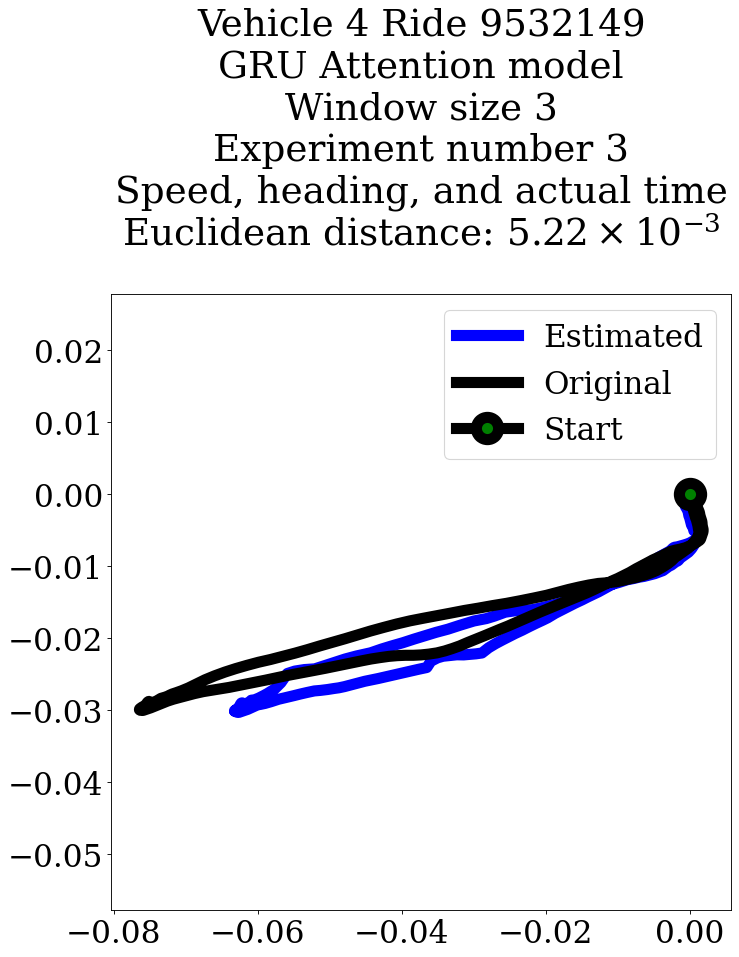 Vehicle 4 Ride 9532149
GRU Attention model
Window size 3
Experiment number 3
Speed, heading, and actual time
Euclidean distance: 5.22 × 10⁻³
Estimated
Original
Start
0.02
0.01
0.00
−0.01
−0.02
−0.03
−0.04
−0.05
−0.08 −0.06 −0.04 −0.02 0.00